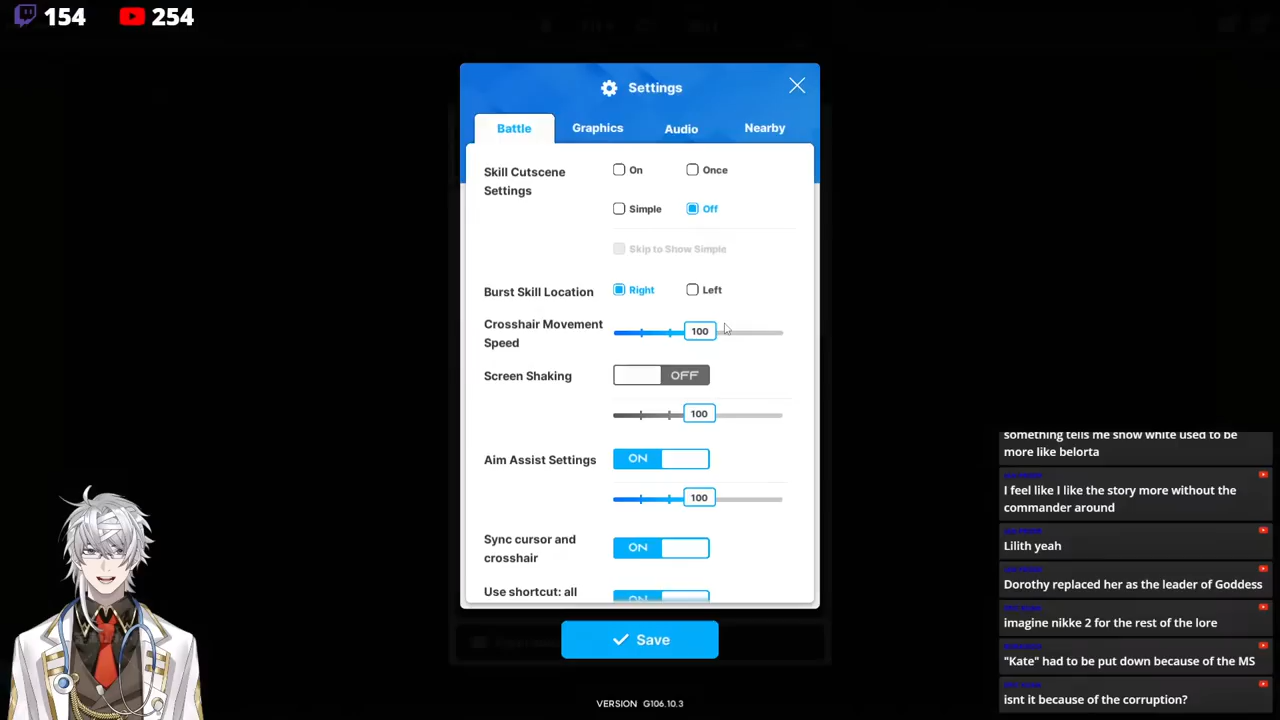 154 254
Settings
Battle Graphics Audio Nearby
Skill Cutscene
Settings
On Once
Simple Off
Skip to Show Simple
Burst Skill Location Right Left
Crosshair Movement
Speed
100
Screen Shaking OFF
100
Aim Assist Settings ON
100
Sync cursor and
crosshair
ON
Use shortcut: all
ON
Save
VERSION G106.10.3
something tells me snow white used to be
more like belorta
I feel like I like the story more without the
commander around
Lilith yeah
Dorothy replaced her as the leader of Goddess
imagine nikke 2 for the rest of the lore
"Kate" had to be put down because of the MS
isnt it because of the corruption?